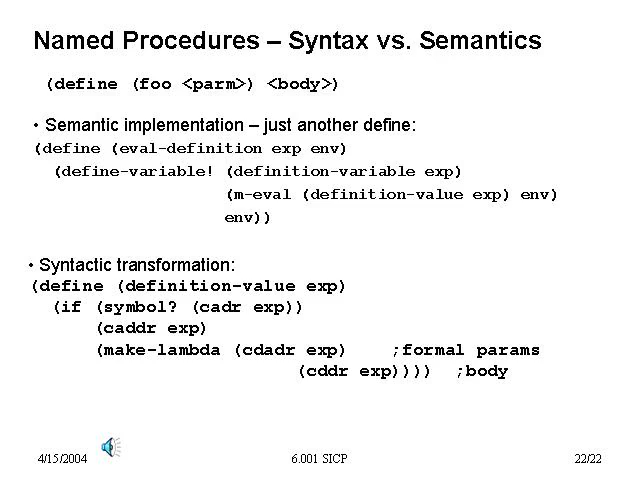 Named Procedures – Syntax vs. Semantics
(define (foo <parm>) <body>)
• Semantic implementation – just another define:
(define (eval-definition exp env)
(define-variable! (definition-variable exp)
(m-eval (definition-value exp) env)
env))
• Syntactic transformation:
(define (definition-value exp)
(if (symbol? (cadr exp))
(caddr exp)
(make-lambda (cdadr exp) ;formal params
(cddr exp)))) ;body
4/15/2004 6.001 SICP 22/22